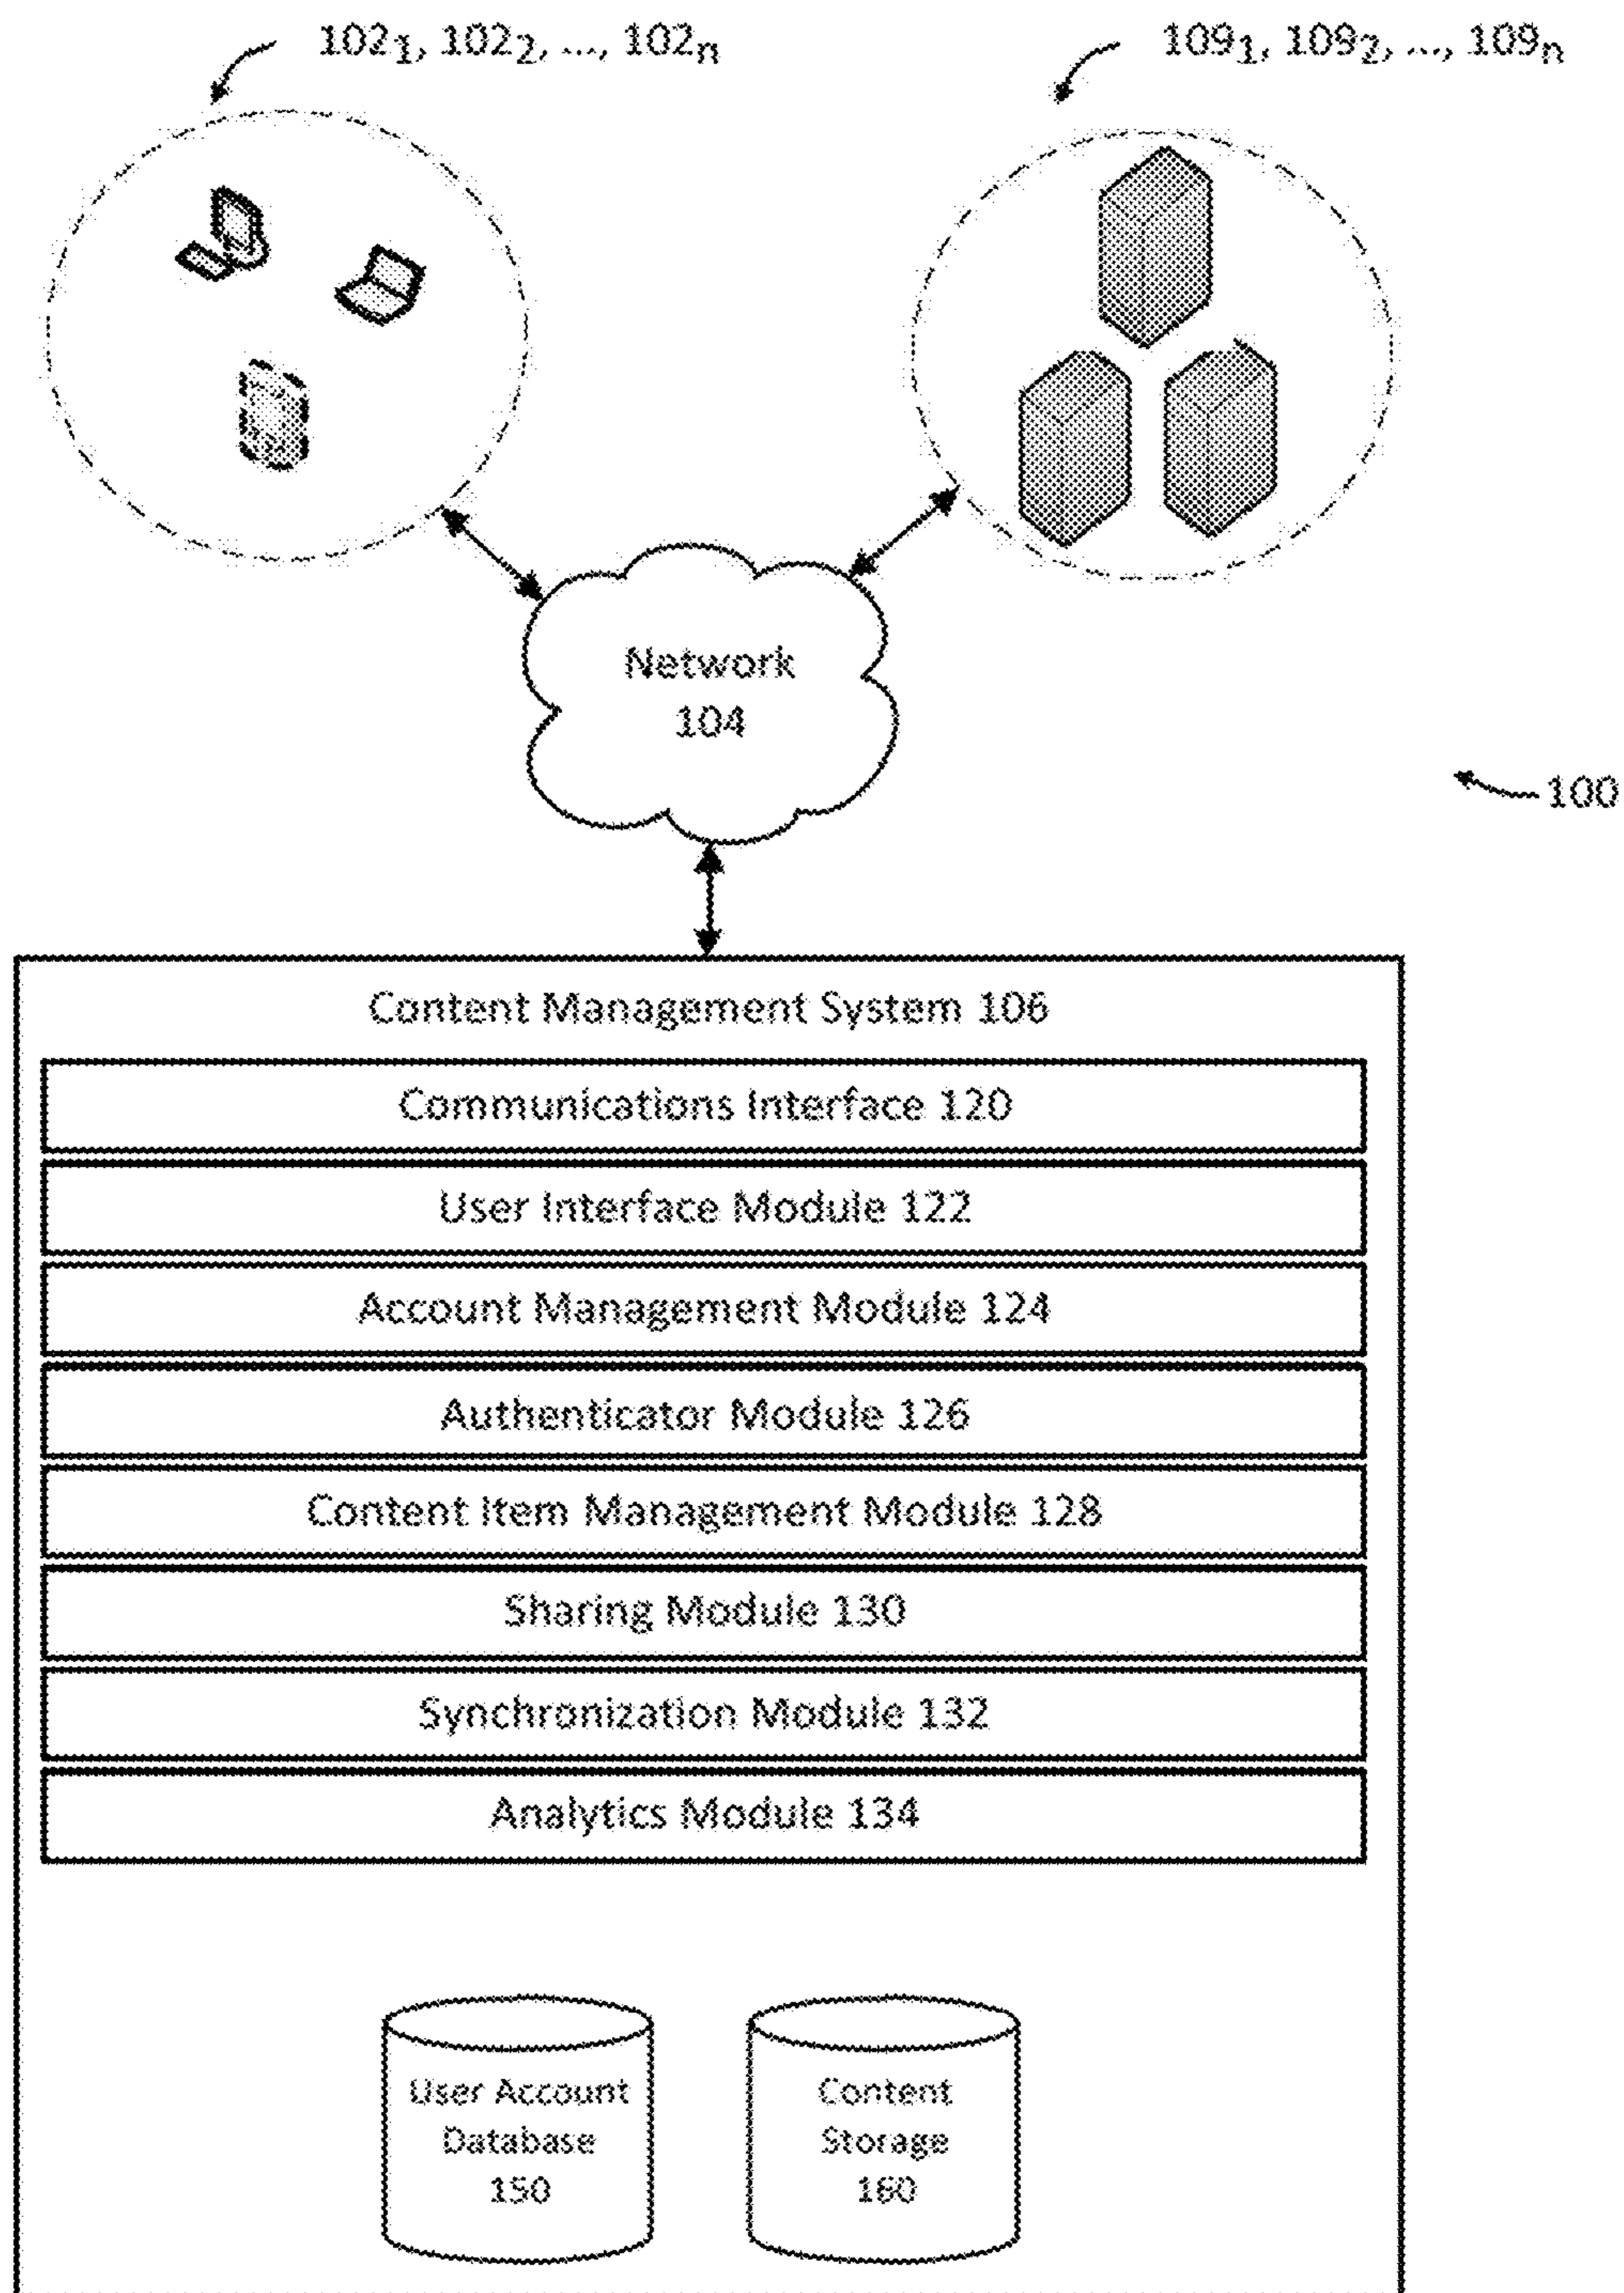 102₁, 102₂, ..., 102ₙ
109₁, 109₂, ..., 109ₙ
Network
104
100
Content Management System 106
Communications Interface 120
User Interface Module 122
Account Management Module 124
Authenticator Module 126
Content Item Management Module 128
Sharing Module 130
Synchronization Module 132
Analytics Module 134
User Account
Database
150
Content
Storage
160